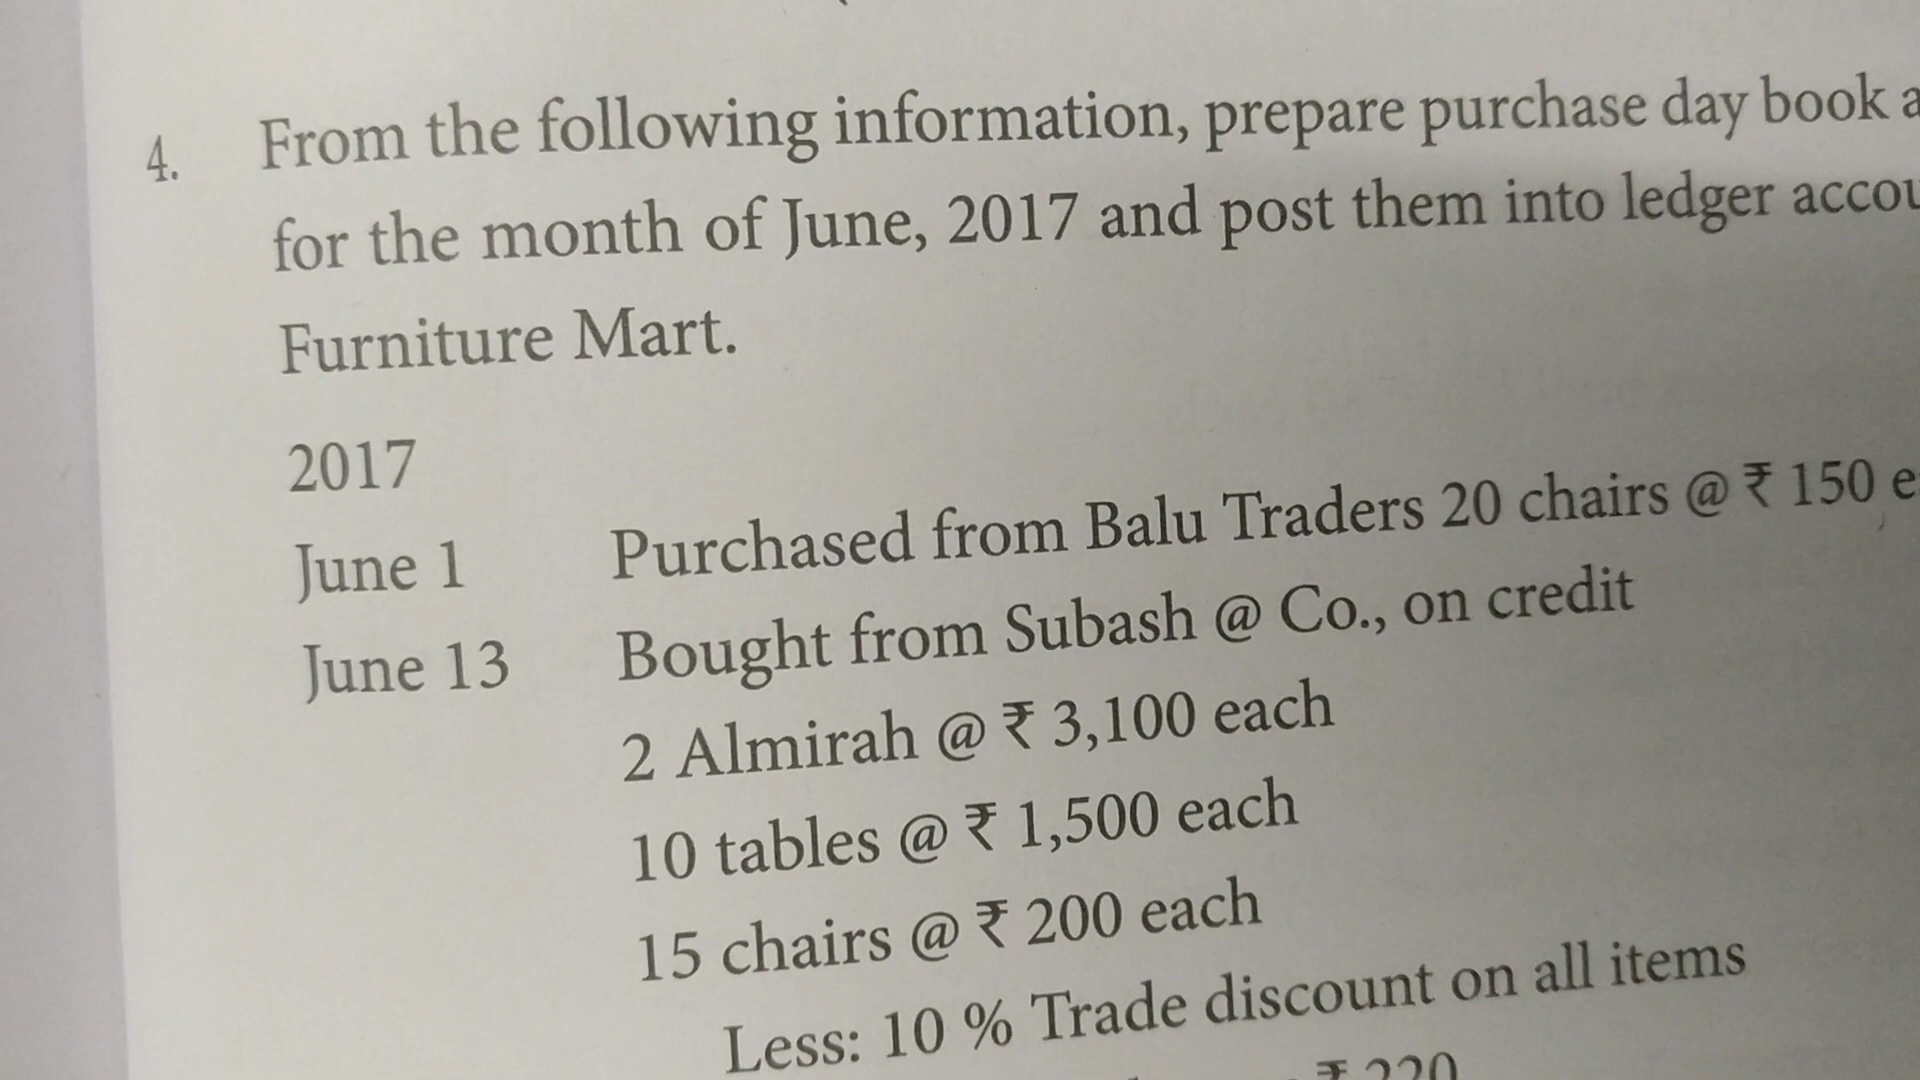 4. From the following information, prepare purchase day book a
for the month of June, 2017 and post them into ledger accou
Furniture Mart.
2017
June 1 Purchased from Balu Traders 20 chairs @ ₹ 150 e
June 13 Bought from Subash @ Co., on credit
2 Almirah @ ₹ 3,100 each
10 tables @ ₹ 1,500 each
15 chairs @ ₹ 200 each
Less: 10 % Trade discount on all items
₹ 220